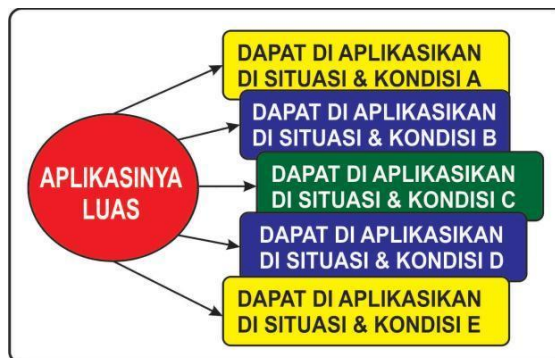 DAPAT DI APLIKASIKAN
DI SITUASI & KONDISI A
DAPAT DI APLIKASIKAN
DI SITUASI & KONDISI B
APLIKASINYA
LUAS
DAPAT DI APLIKASIKAN
DI SITUASI & KONDISI C
DAPAT DI APLIKASIKAN
DI SITUASI & KONDISI D
DAPAT DI APLIKASIKAN
DI SITUASI & KONDISI E